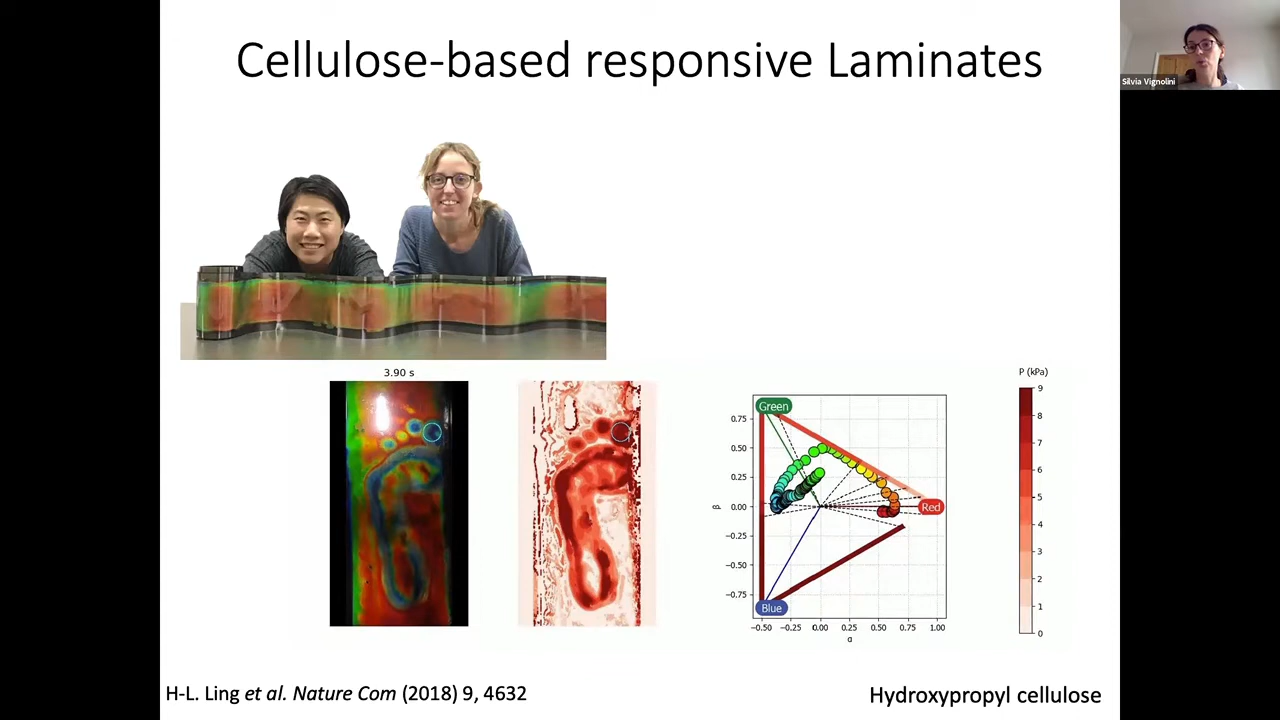 Cellulose-based responsive Laminates
Silvia Vignolini
3.90 s
P (kPa)
9
8
7
6
5
4
3
2
1
0
Green
Red
Blue
0.75
0.50
0.25
0.00
−0.25
−0.50
−0.75
β
−0.50 −0.25 0.00 0.25 0.50 0.75 1.00
α
H-L. Ling et al. Nature Com (2018) 9, 4632
Hydroxypropyl cellulose